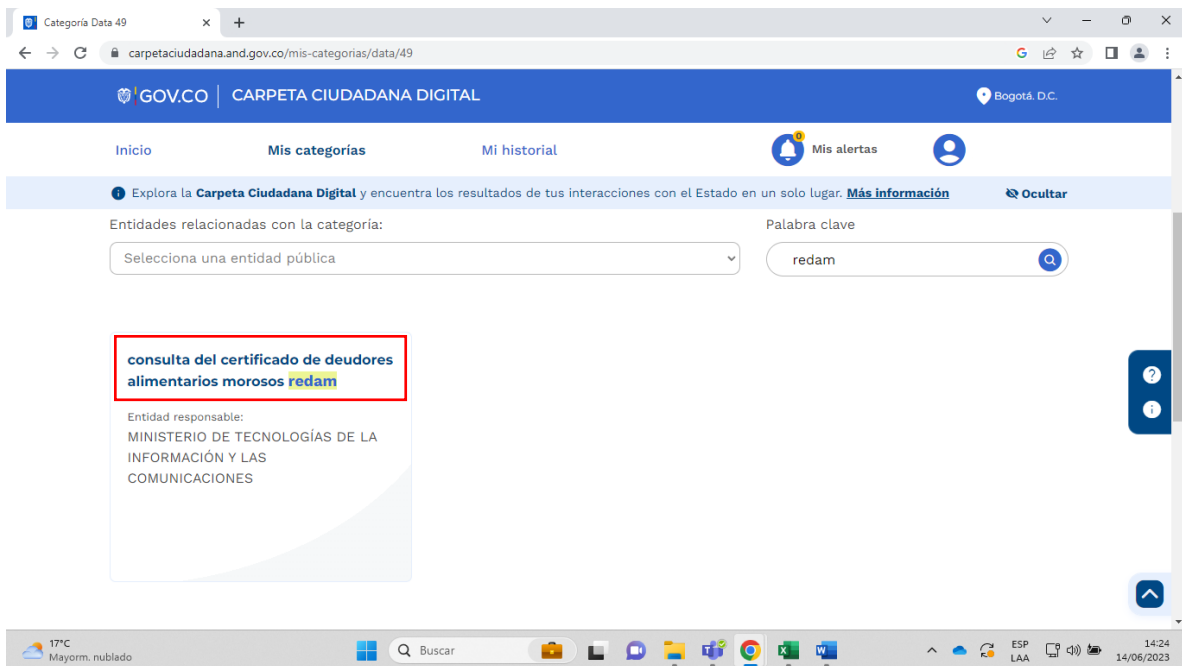 Categoría Data 49
carpetaciudadana.and.gov.co/mis-categorias/data/49
GOV.CO | CARPETA CIUDADANA DIGITAL
Bogotá. D.C.
Inicio
Mis categorías
Mi historial
0
Mis alertas
Explora la Carpeta Ciudadana Digital y encuentra los resultados de tus interacciones con el Estado en un solo lugar. Más información
Ocultar
Entidades relacionadas con la categoría:
Palabra clave
Selecciona una entidad pública
redam
consulta del certificado de deudores
alimentarios morosos redam
Entidad responsable:
MINISTERIO DE TECNOLOGÍAS DE LA
INFORMACIÓN Y LAS
COMUNICACIONES
17°C
Mayorm. nublado
Buscar
ESP
LAA
14:24
14/06/2023